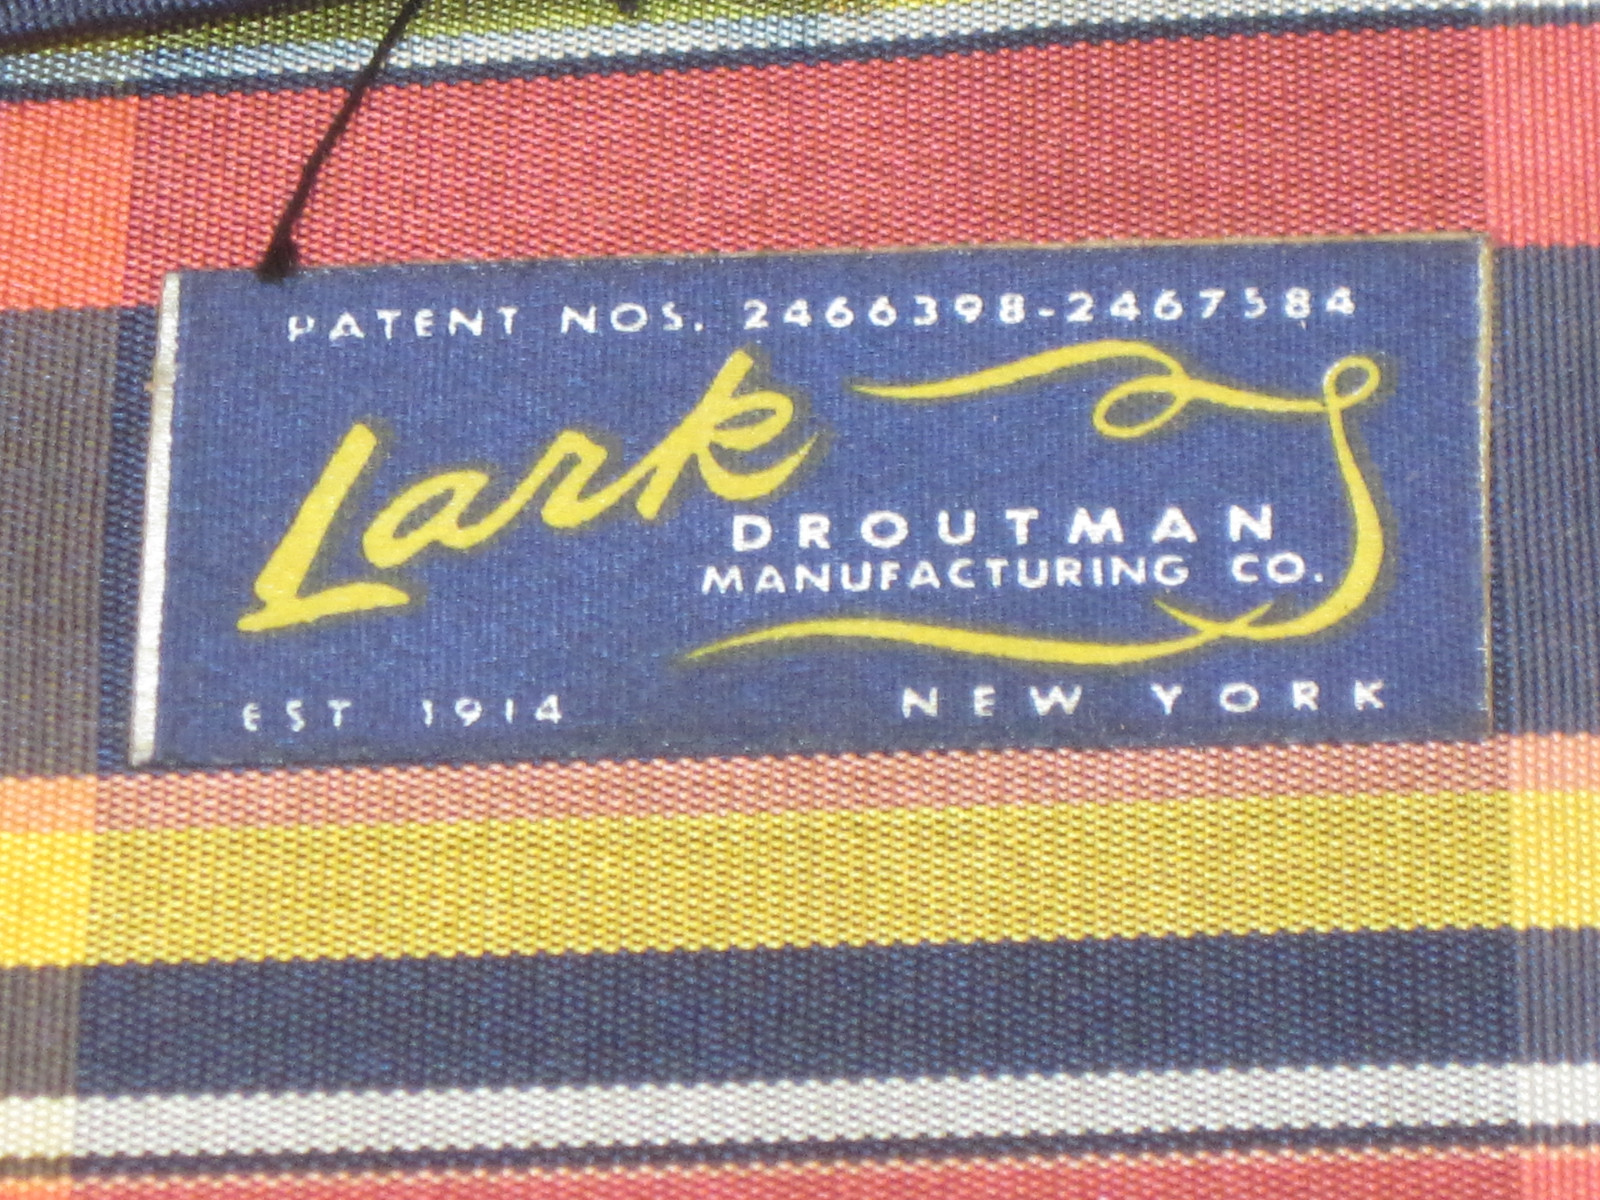 PATENT NOS. 2466398-2467584
Lark
DROUTMAN
MANUFACTURING CO.
EST 1914 NEW YORK